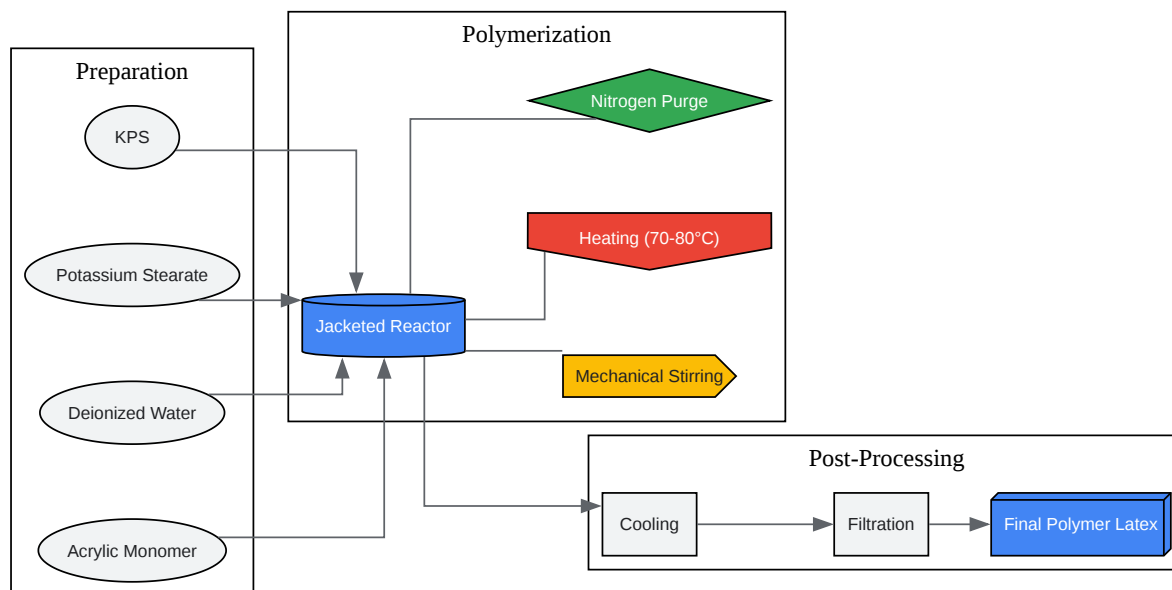 Preparation
KPS
Potassium Stearate
Deionized Water
Acrylic Monomer
Polymerization
Nitrogen Purge
Heating (70-80°C)
Jacketed Reactor
Mechanical Stirring
Post-Processing
Cooling
Filtration
Final Polymer Latex